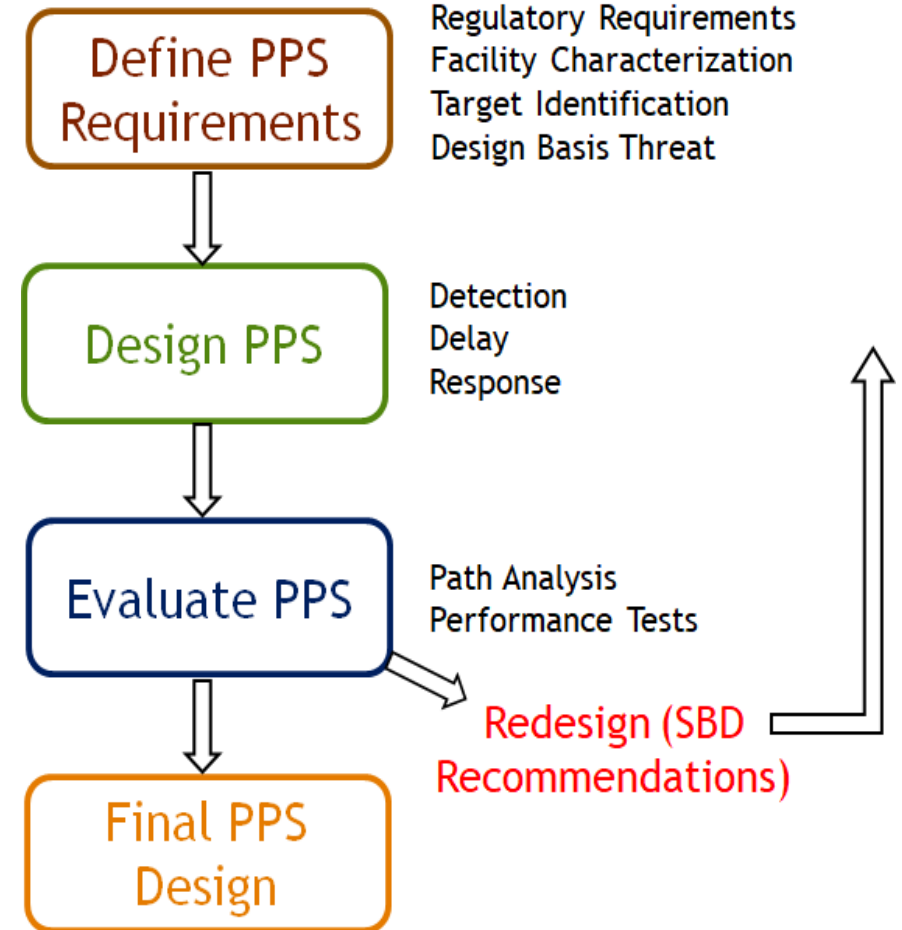 Define PPS
Requirements
Regulatory Requirements
Facility Characterization
Target Identification
Design Basis Threat
Design PPS
Detection
Delay
Response
Evaluate PPS
Path Analysis
Performance Tests
Redesign (SBD
Recommendations)
Final PPS
Design